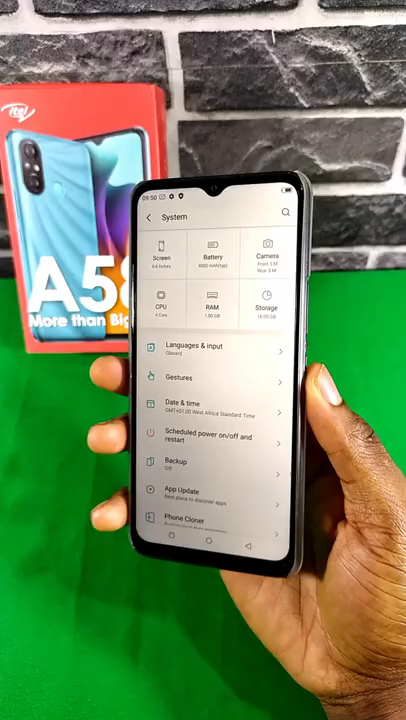 itel
A58
More than Big
09:50
System
Screen
6.6 Inches
Battery
4000 mAh(typ)
Camera
Front 5 M
Rear 5 M
CPU
4 Core
RAM
1.00 GB
Storage
16.00 GB
Languages & input
Gboard
Gestures
Date & time
GMT+01:00 West Africa Standard Time
Scheduled power on/off and
restart
Backup
Off
App Update
Best place to discover apps
Phone Cloner